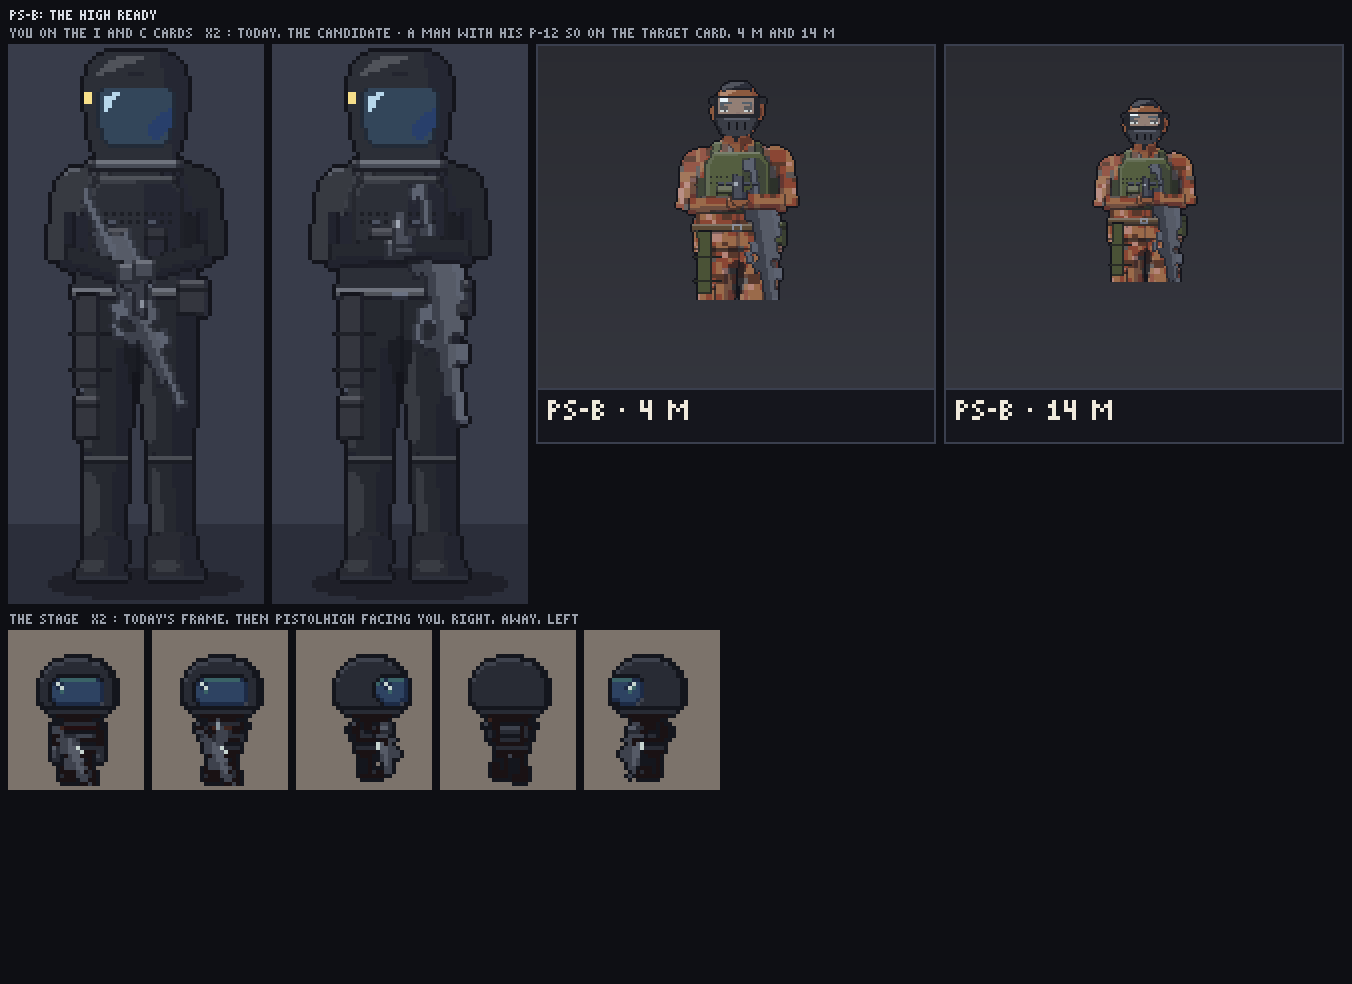 PS-B: THE HIGH READY
YOU ON THE I AND C CARDS X2 : TODAY, THE CANDIDATE · A MAN WITH HIS P-12 SO ON THE TARGET CARD, 4 M AND 14 M
PS-B · 4 M
PS-B · 14 M
THE STAGE X2 : TODAY'S FRAME, THEN PISTOLHIGH FACING YOU, RIGHT, AWAY, LEFT